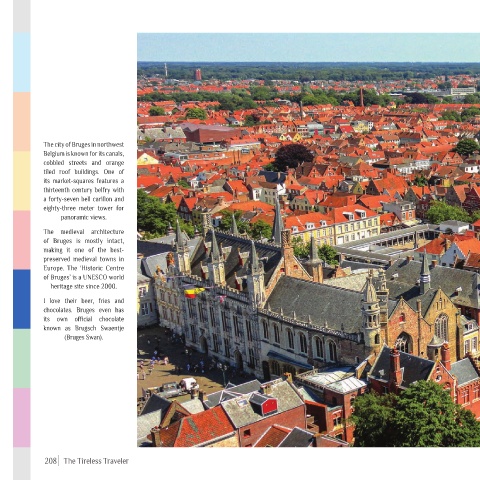 The city of Bruges in northwest
Belgium is known for its canals,
cobbled streets and orange
tiled roof buildings. One of
its market-squares features a
thirteenth century belfry with
a forty-seven bell carillon and
eighty-three meter tower for
panoramic views.
The medieval architecture
of Bruges is mostly intact,
making it one of the best-
preserved medieval towns in
Europe. The 'Historic Centre
of Bruges' is a UNESCO world
heritage site since 2000.
I love their beer, fries and
chocolates. Bruges even has
its own official chocolate
known as Brugsch Swaentje
(Bruges Swan).
208 | The Tireless Traveler